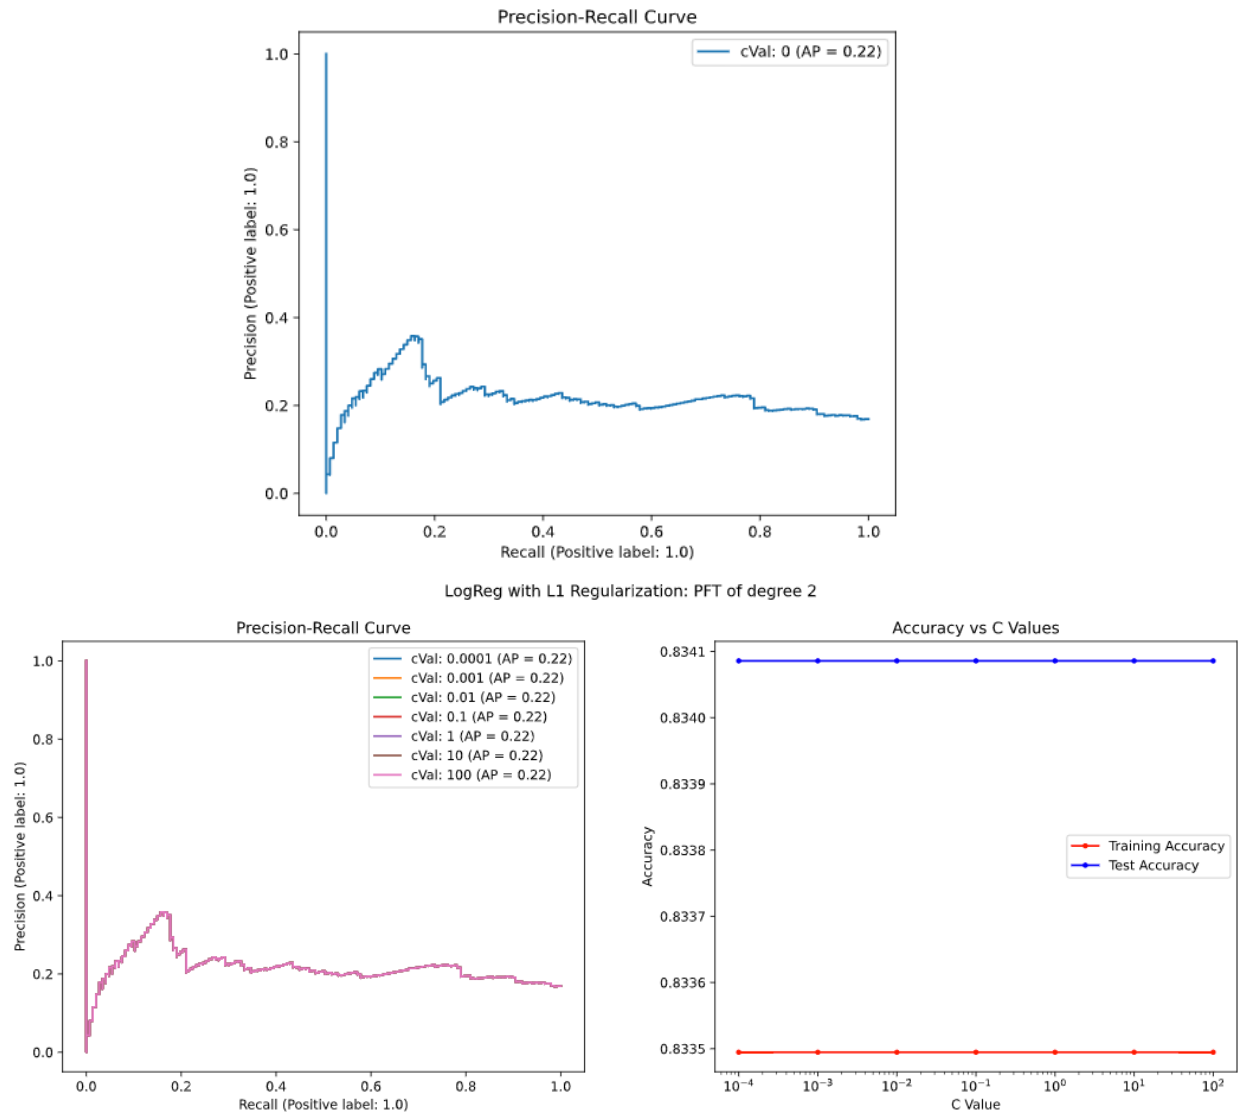 Precision-Recall Curve
cVal: 0 (AP = 0.22)
1.0
0.8
0.6
0.4
0.2
0.0
Precision (Positive label: 1.0)
0.0 0.2 0.4 0.6 0.8 1.0
Recall (Positive label: 1.0)
LogReg with L1 Regularization: PFT of degree 2
Precision-Recall Curve
cVal: 0.0001 (AP = 0.22)
cVal: 0.001 (AP = 0.22)
cVal: 0.01 (AP = 0.22)
cVal: 0.1 (AP = 0.22)
cVal: 1 (AP = 0.22)
cVal: 10 (AP = 0.22)
cVal: 100 (AP = 0.22)
1.0
0.8
0.6
0.4
0.2
0.0
Precision (Positive label: 1.0)
0.0 0.2 0.4 0.6 0.8 1.0
Recall (Positive label: 1.0)
Accuracy vs C Values
0.8341
0.8340
0.8339
0.8338
0.8337
0.8336
0.8335
Accuracy
Training Accuracy
Test Accuracy
10⁻⁴ 10⁻³ 10⁻² 10⁻¹ 10⁰ 10¹ 10²
C Value